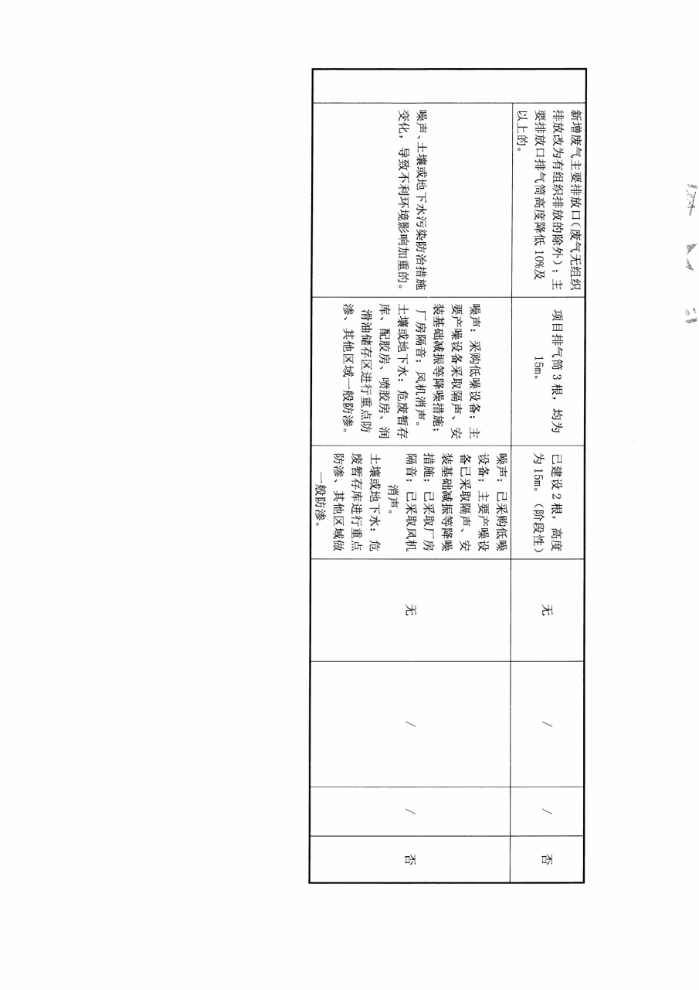 新增废气主要排放口(废气无组织
排放改为有组织排放的除外);主
要排放口排气筒高度降低 10%及
以上的。
项目排气筒 3 根,均为
15m。
已建设 2 根,高度
为 15m。(阶段性)
无
/
/
否
噪声、土壤或地下水污染防治措施
变化,导致不利环境影响加重的。
噪声:采购低噪设备;主
要产噪设备采取隔声、安
装基础减振等降噪措施;
厂房隔音;风机消声。
土壤或地下水:危废暂存
库、配胶房、喷胶房、润
滑油储存区进行重点防
渗、其他区域一般防渗。
噪声:已采购低噪
设备;主要产噪设
备已采取隔声、安
装基础减振等降噪
措施;已采取厂房
隔音;已采取风机
消声。
土壤或地下水:危
废暂存库进行重点
防渗、其他区域做
一般防渗。
无
/
/
否